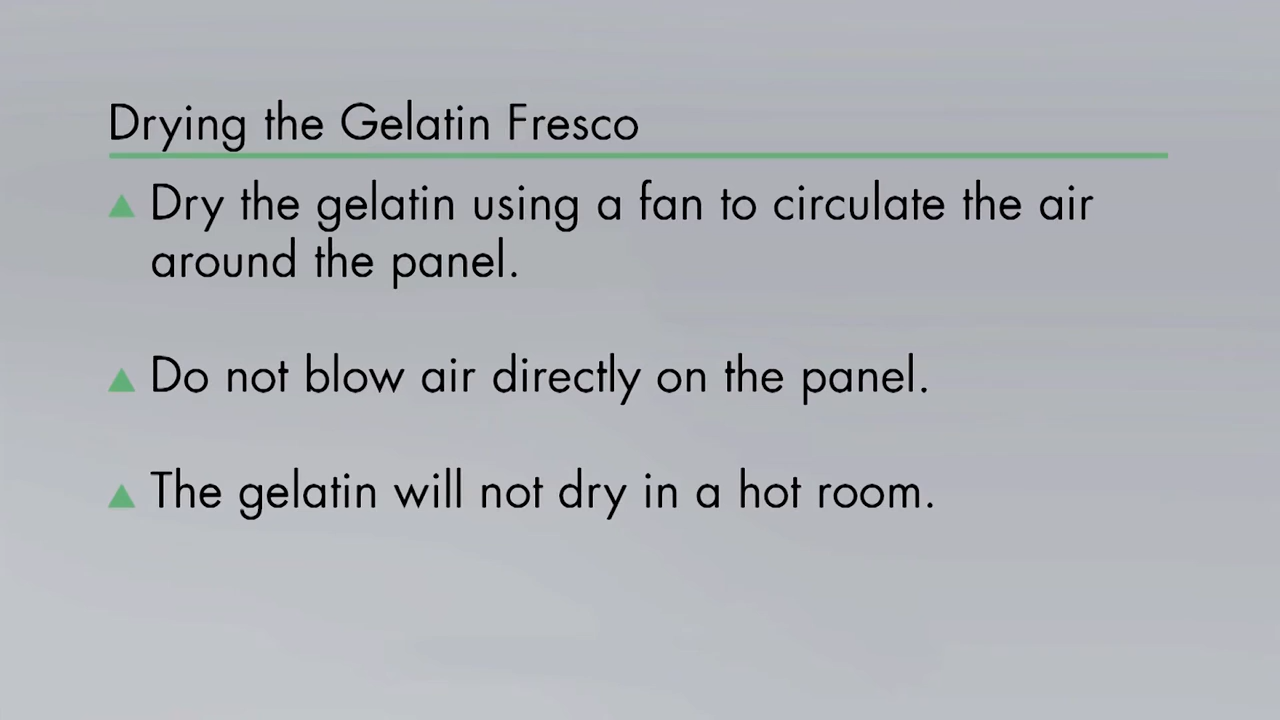 Drying the Gelatin Fresco
Dry the gelatin using a fan to circulate the air
around the panel.
Do not blow air directly on the panel.
The gelatin will not dry in a hot room.